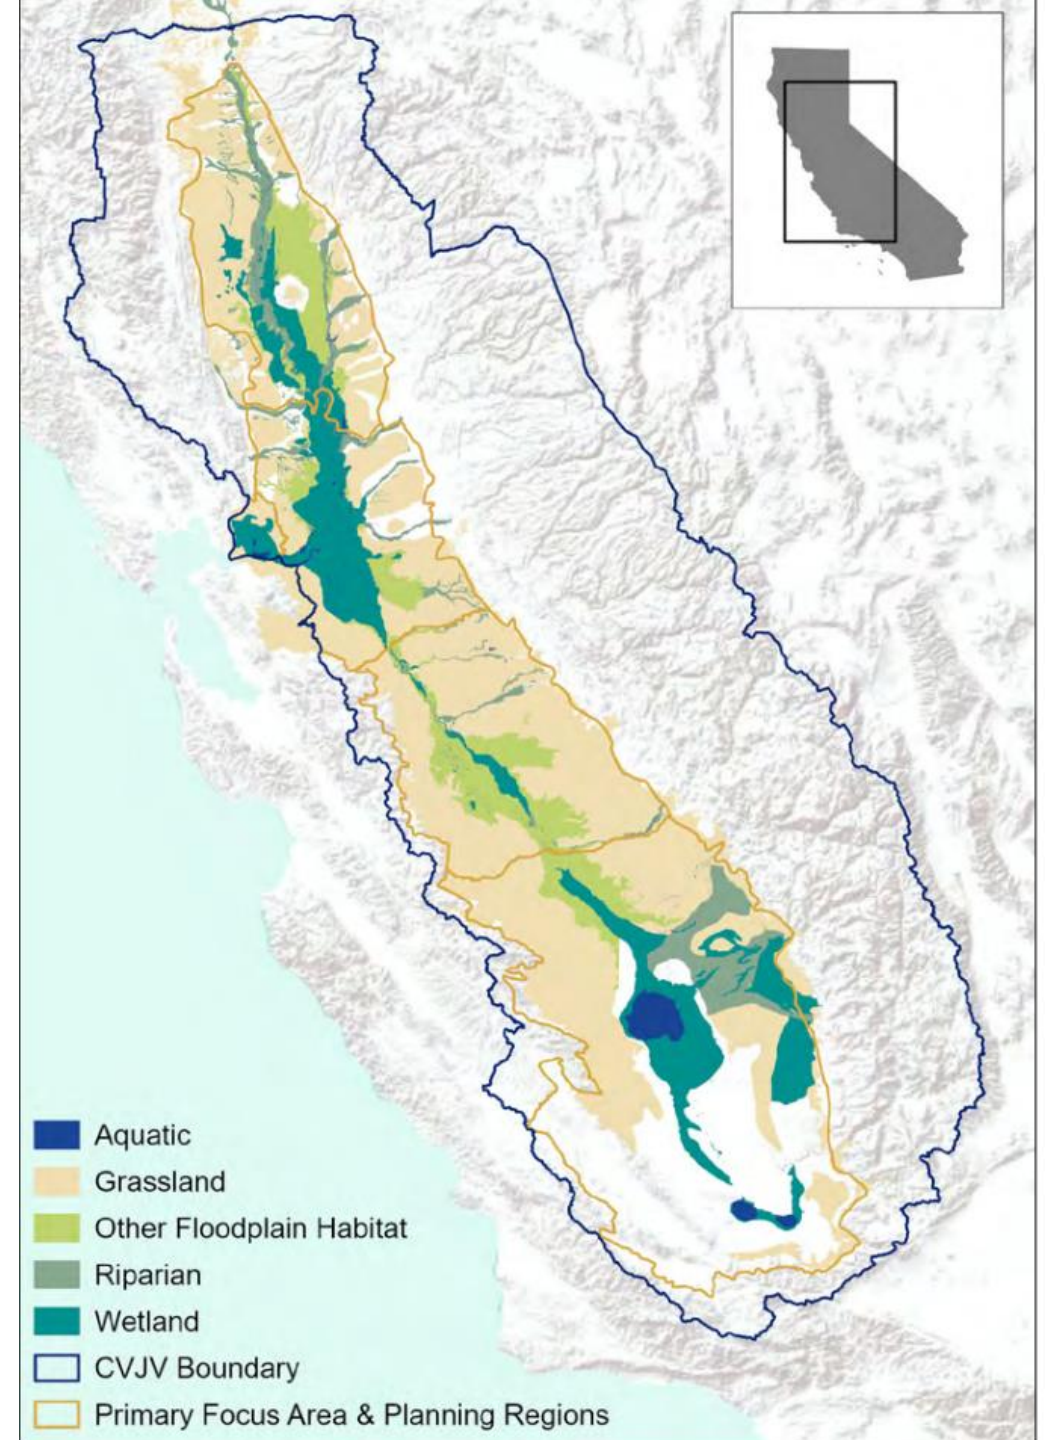 Aquatic
Grassland
Other Floodplain Habitat
Riparian
Wetland
CVJV Boundary
Primary Focus Area & Planning Regions